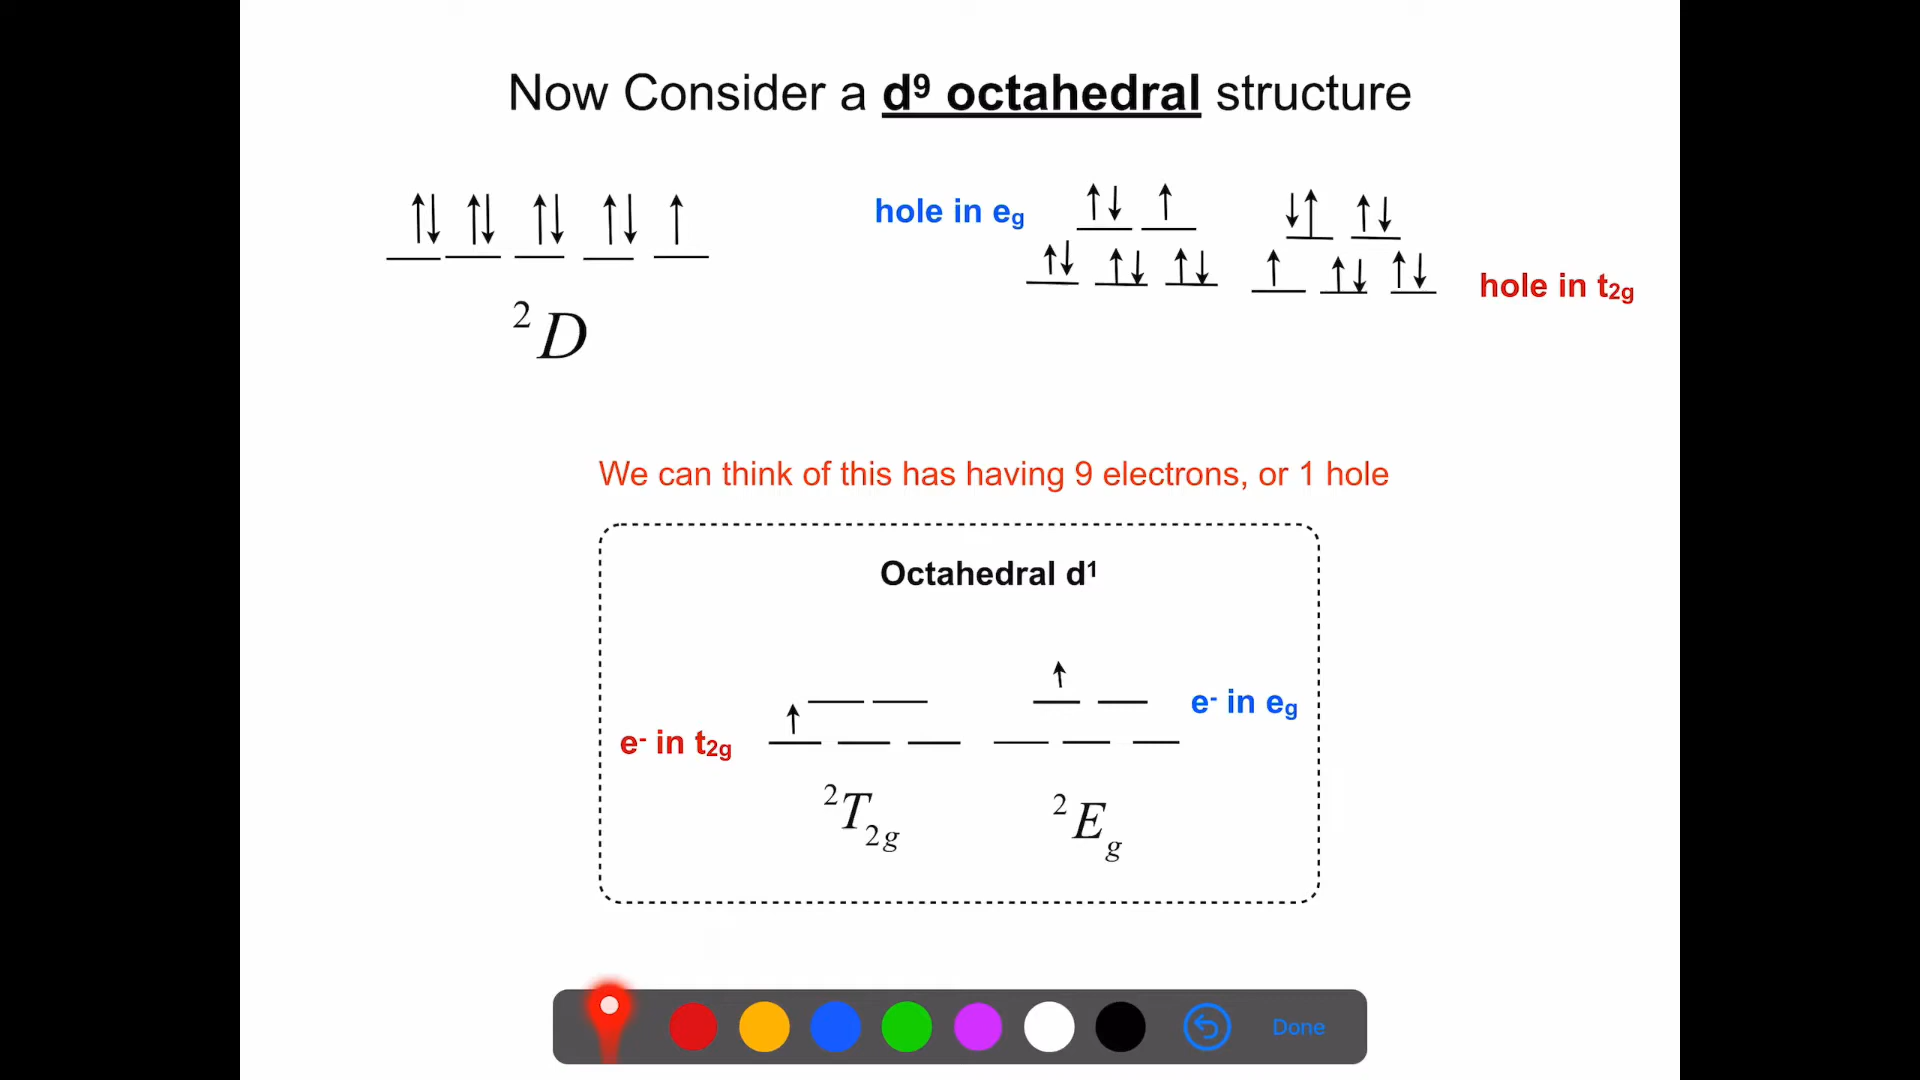 Now Consider a d⁹ octahedral structure
hole in eg
hole in t2g
²D
We can think of this has having 9 electrons, or 1 hole
Octahedral d¹
e⁻ in eg
e⁻ in t2g
²T2g
²Eg
Done